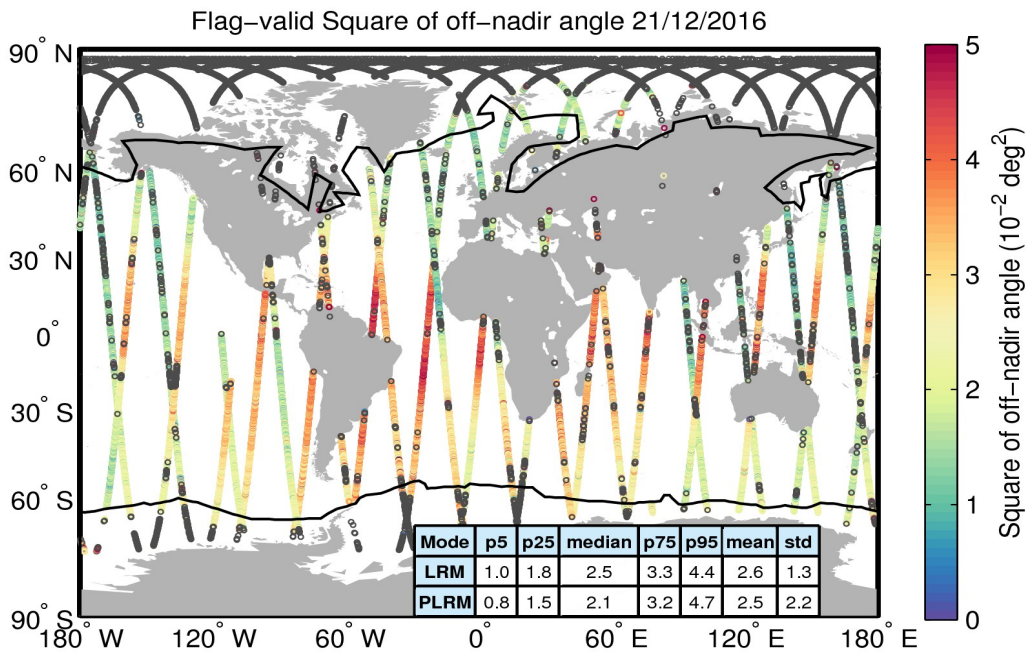 Flag-valid Square of off-nadir angle 21/12/2016
90° N
60° N
30° N
0°
30° S
60° S
90° S
180° W
120° W
60° W
0°
60° E
120° E
180° E
Mode p5 p25 median p75 p95 mean std
LRM 1.0 1.8 2.5 3.3 4.4 2.6 1.3
PLRM 0.8 1.5 2.1 3.2 4.7 2.5 2.2
5
4
3
2
1
0
Square of off-nadir angle (10⁻² deg²)